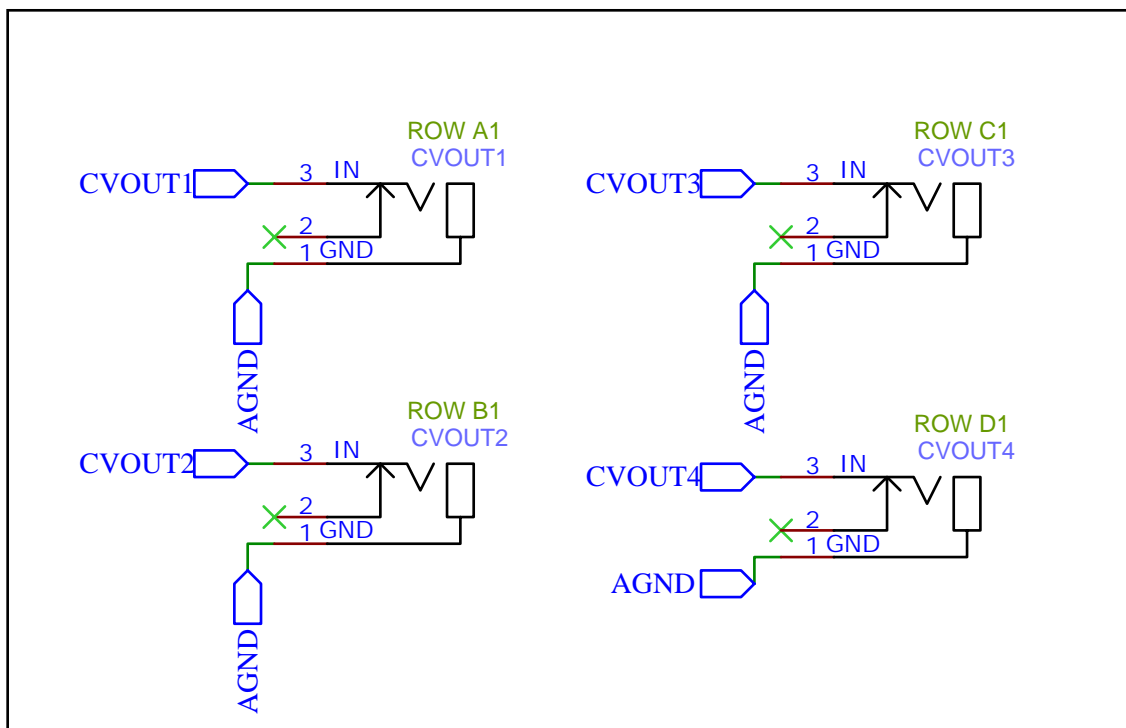 ROW A1
CVOUT1
CVOUT1
3 IN
2
1 GND
AGND
ROW C1
CVOUT3
CVOUT3
3 IN
2
1 GND
AGND
ROW B1
CVOUT2
CVOUT2
3 IN
2
1 GND
AGND
ROW D1
CVOUT4
CVOUT4
3 IN
2
1 GND
AGND